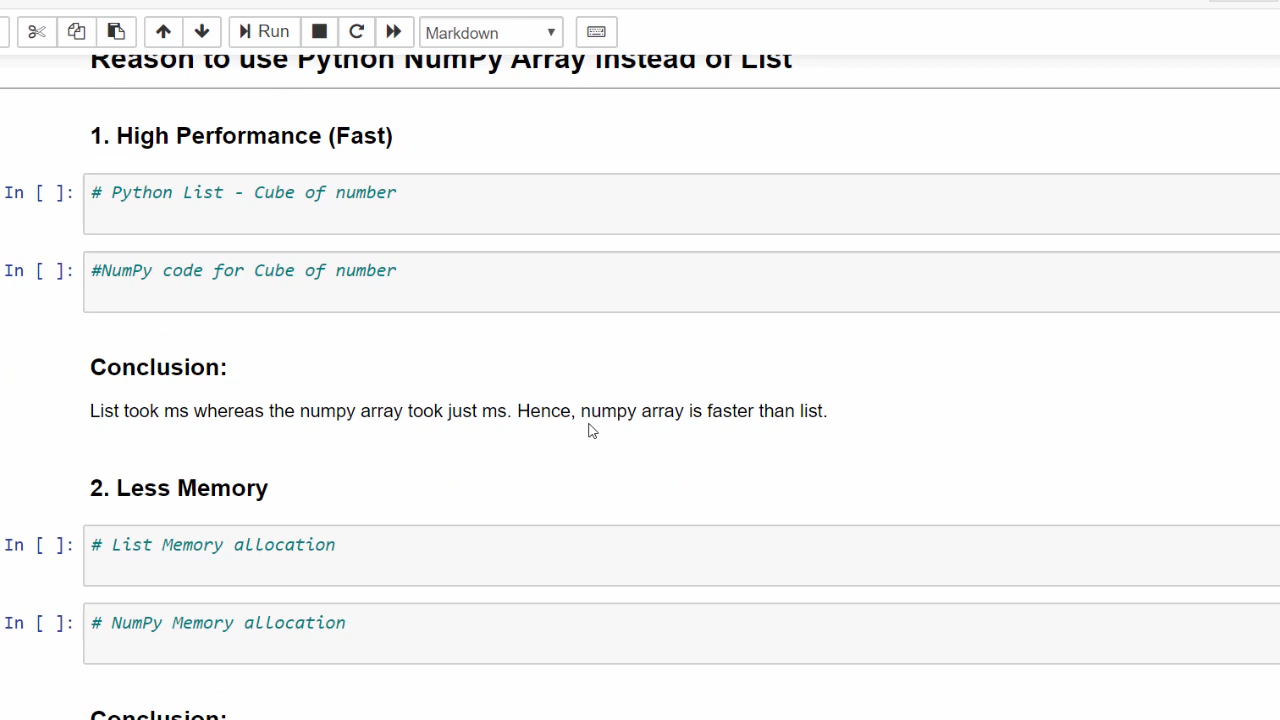 Run
Markdown
Reason to use Python NumPy Array instead of List
1. High Performance (Fast)
In [ ]: # Python List - Cube of number
In [ ]: #NumPy code for Cube of number
Conclusion:
List took ms whereas the numpy array took just ms. Hence, numpy array is faster than list.
2. Less Memory
In [ ]: # List Memory allocation
In [ ]: # NumPy Memory allocation
Conclusion: